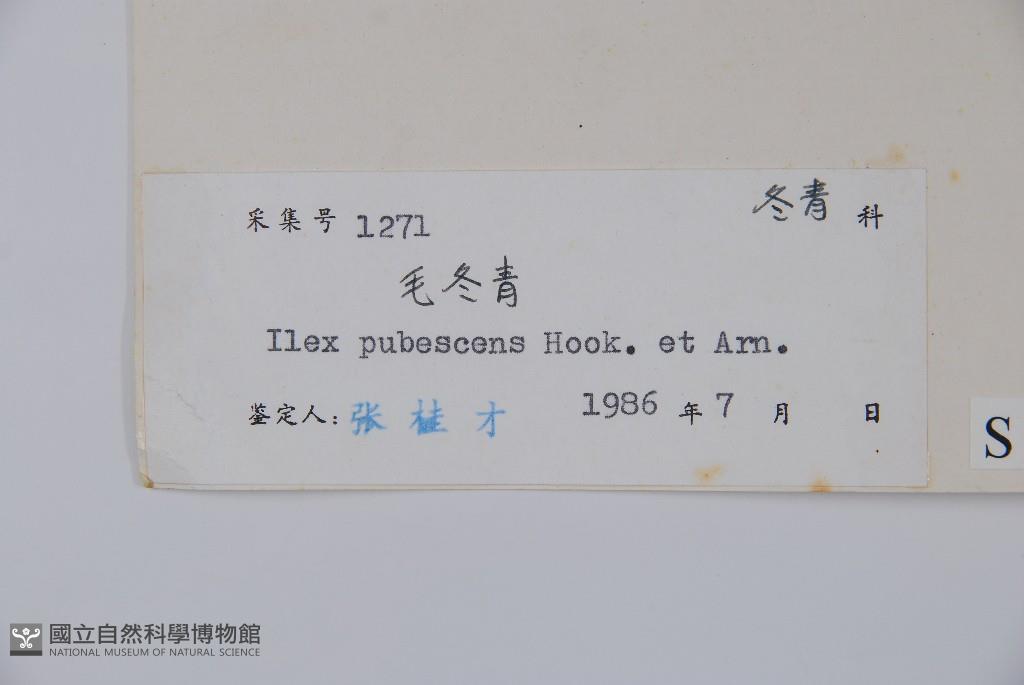 冬青 科
采集号 1271
毛冬青
Ilex pubescens Hook. et Arn.
鉴定人: 张桂才 1986 年 7 月 日
S
國立自然科學博物館
NATIONAL MUSEUM OF NATURAL SCIENCE